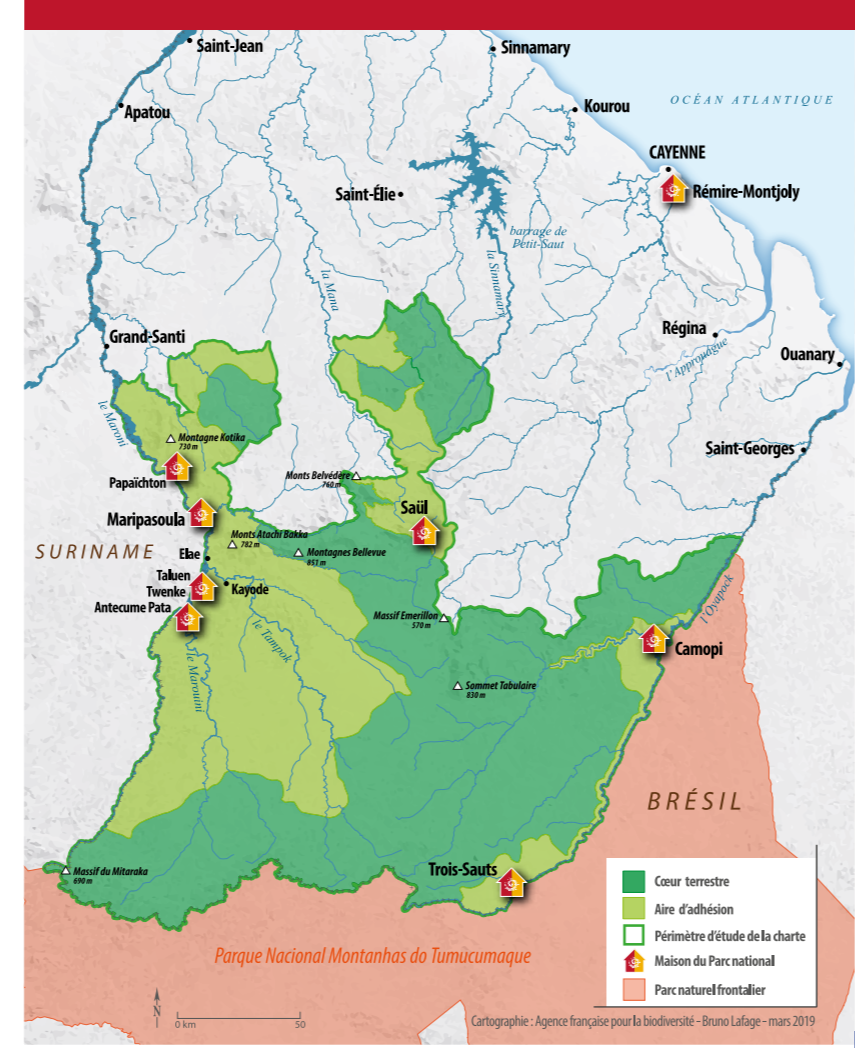 Saint-Jean
Sinnamary
Apatou
Kourou
OCÉAN ATLANTIQUE
CAYENNE
Rémire-Montjoly
Saint-Élie
barrage de
Petit-Saut
la Mana
la Sinnamary
Grand-Santi
Régina
Ouanary
l'Approuague
le Maroni
Montagne Kotika
730 m
Saint-Georges
Papaïchton
Monts Belvédère
760 m
Maripasoula
Saül
SURINAME
Monts Atachi Bakka
782 m
Elae
Montagnes Bellevue
851 m
Taluen
Twenke
Kayode
Antecume Pata
l'Oyapock
Massif Emerillon
570 m
le Tampok
Camopi
le Marouini
Sommet Tabulaire
830 m
BRÉSIL
Massif du Mitaraka
690 m
Trois-Sauts
Cœur terrestre
Aire d'adhésion
Périmètre d'étude de la charte
Maison du Parc national
Parc naturel frontalier
Parque Nacional Montanhas do Tumucumaque
N
0 km 50
Cartographie : Agence française pour la biodiversité - Bruno Lafage - mars 2019